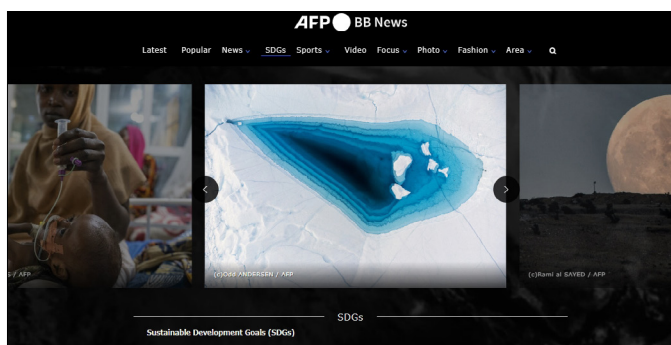 AFP BB News
Latest Popular News SDGs Sports Video Focus Photo Fashion Area
S / AFP
(c)Odd ANDERSEN / AFP
(c)Rami al SAYED / AFP
SDGs
Sustainable Development Goals (SDGs)